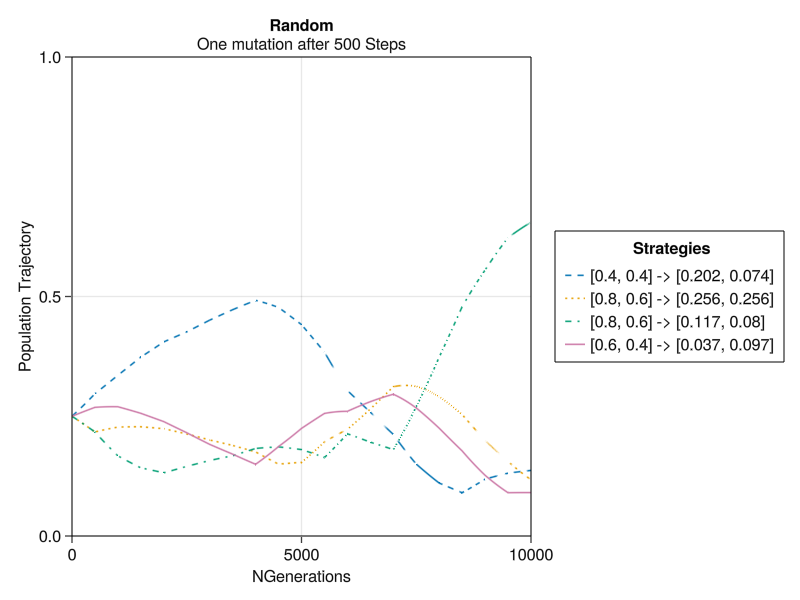 Random
One mutation after 500 Steps
1.0
0.5
0.0
0
5000
10000
Population Trajectory
NGenerations
Strategies
[0.4, 0.4] -> [0.202, 0.074]
[0.8, 0.6] -> [0.256, 0.256]
[0.8, 0.6] -> [0.117, 0.08]
[0.6, 0.4] -> [0.037, 0.097]